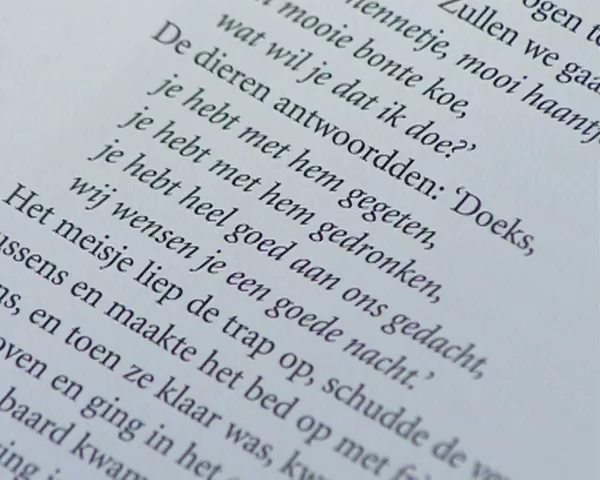 Zullen we gaa
hennetje, mooi haantj
mooie bonte koe,
wat wil je dat ik doe?’
De dieren antwoordden: ‘Doeks,
je hebt met hem gegeten,
je hebt met hem gedronken,
je hebt heel goed aan ons gedacht,
wij wensen je een goede nacht.’
Het meisje liep de trap op, schudde de
ussens en maakte het bed op met
ns, en toen ze klaar was, kw
oven en ging in het
baard kwam